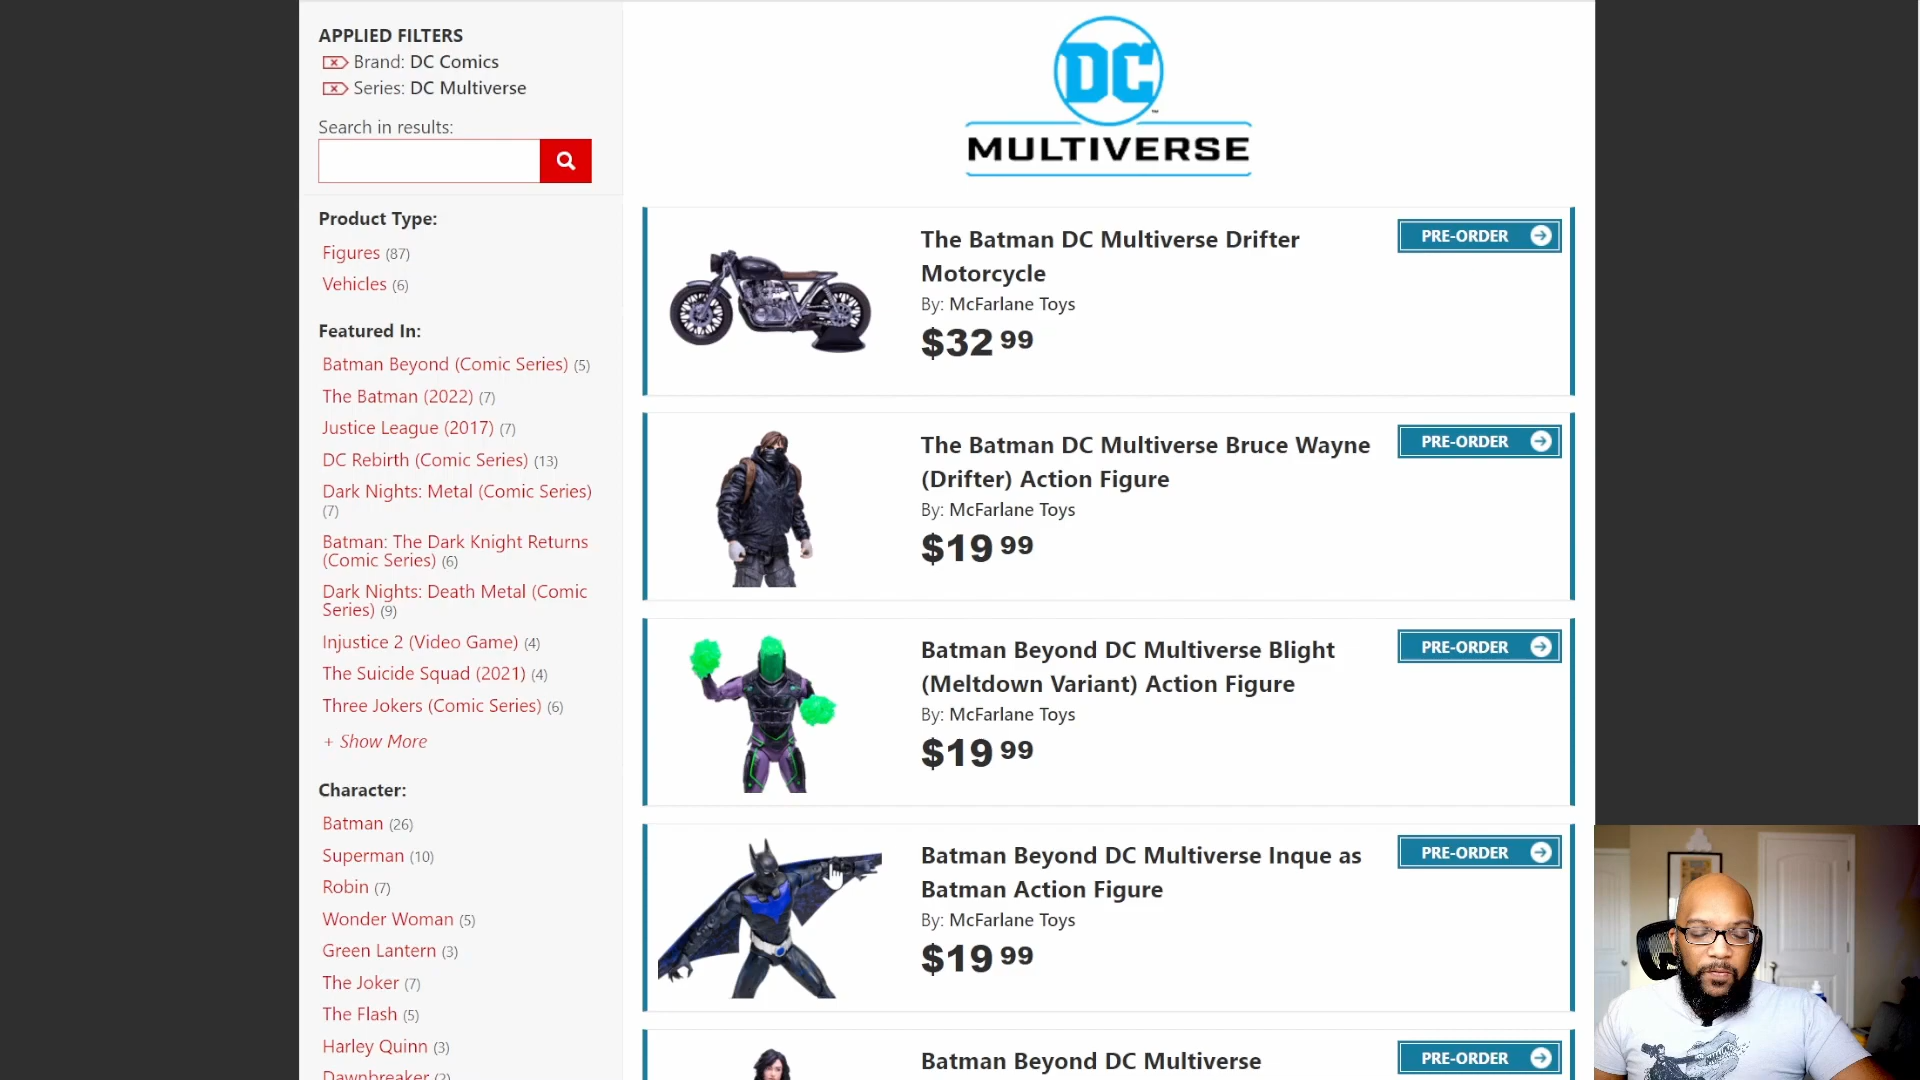 APPLIED FILTERS
Brand: DC Comics
Series: DC Multiverse
Search in results:
Product Type:
Figures (87)
Vehicles (6)
Featured In:
Batman Beyond (Comic Series) (5)
The Batman (2022) (7)
Justice League (2017) (7)
DC Rebirth (Comic Series) (13)
Dark Nights: Metal (Comic Series)
(7)
Batman: The Dark Knight Returns
(Comic Series) (6)
Dark Nights: Death Metal (Comic
Series) (9)
Injustice 2 (Video Game) (4)
The Suicide Squad (2021) (4)
Three Jokers (Comic Series) (6)
+ Show More
Character:
Batman (26)
Superman (10)
Robin (7)
Wonder Woman (5)
Green Lantern (3)
The Joker (7)
The Flash (5)
Harley Quinn (3)
Dawnbreaker (2)
DC
MULTIVERSE
The Batman DC Multiverse Drifter
Motorcycle
By: McFarlane Toys
$32 99
PRE-ORDER
The Batman DC Multiverse Bruce Wayne
(Drifter) Action Figure
By: McFarlane Toys
$19 99
PRE-ORDER
Batman Beyond DC Multiverse Blight
(Meltdown Variant) Action Figure
By: McFarlane Toys
$19 99
PRE-ORDER
Batman Beyond DC Multiverse Inque as
Batman Action Figure
By: McFarlane Toys
$19 99
PRE-ORDER
Batman Beyond DC Multiverse
PRE-ORDER